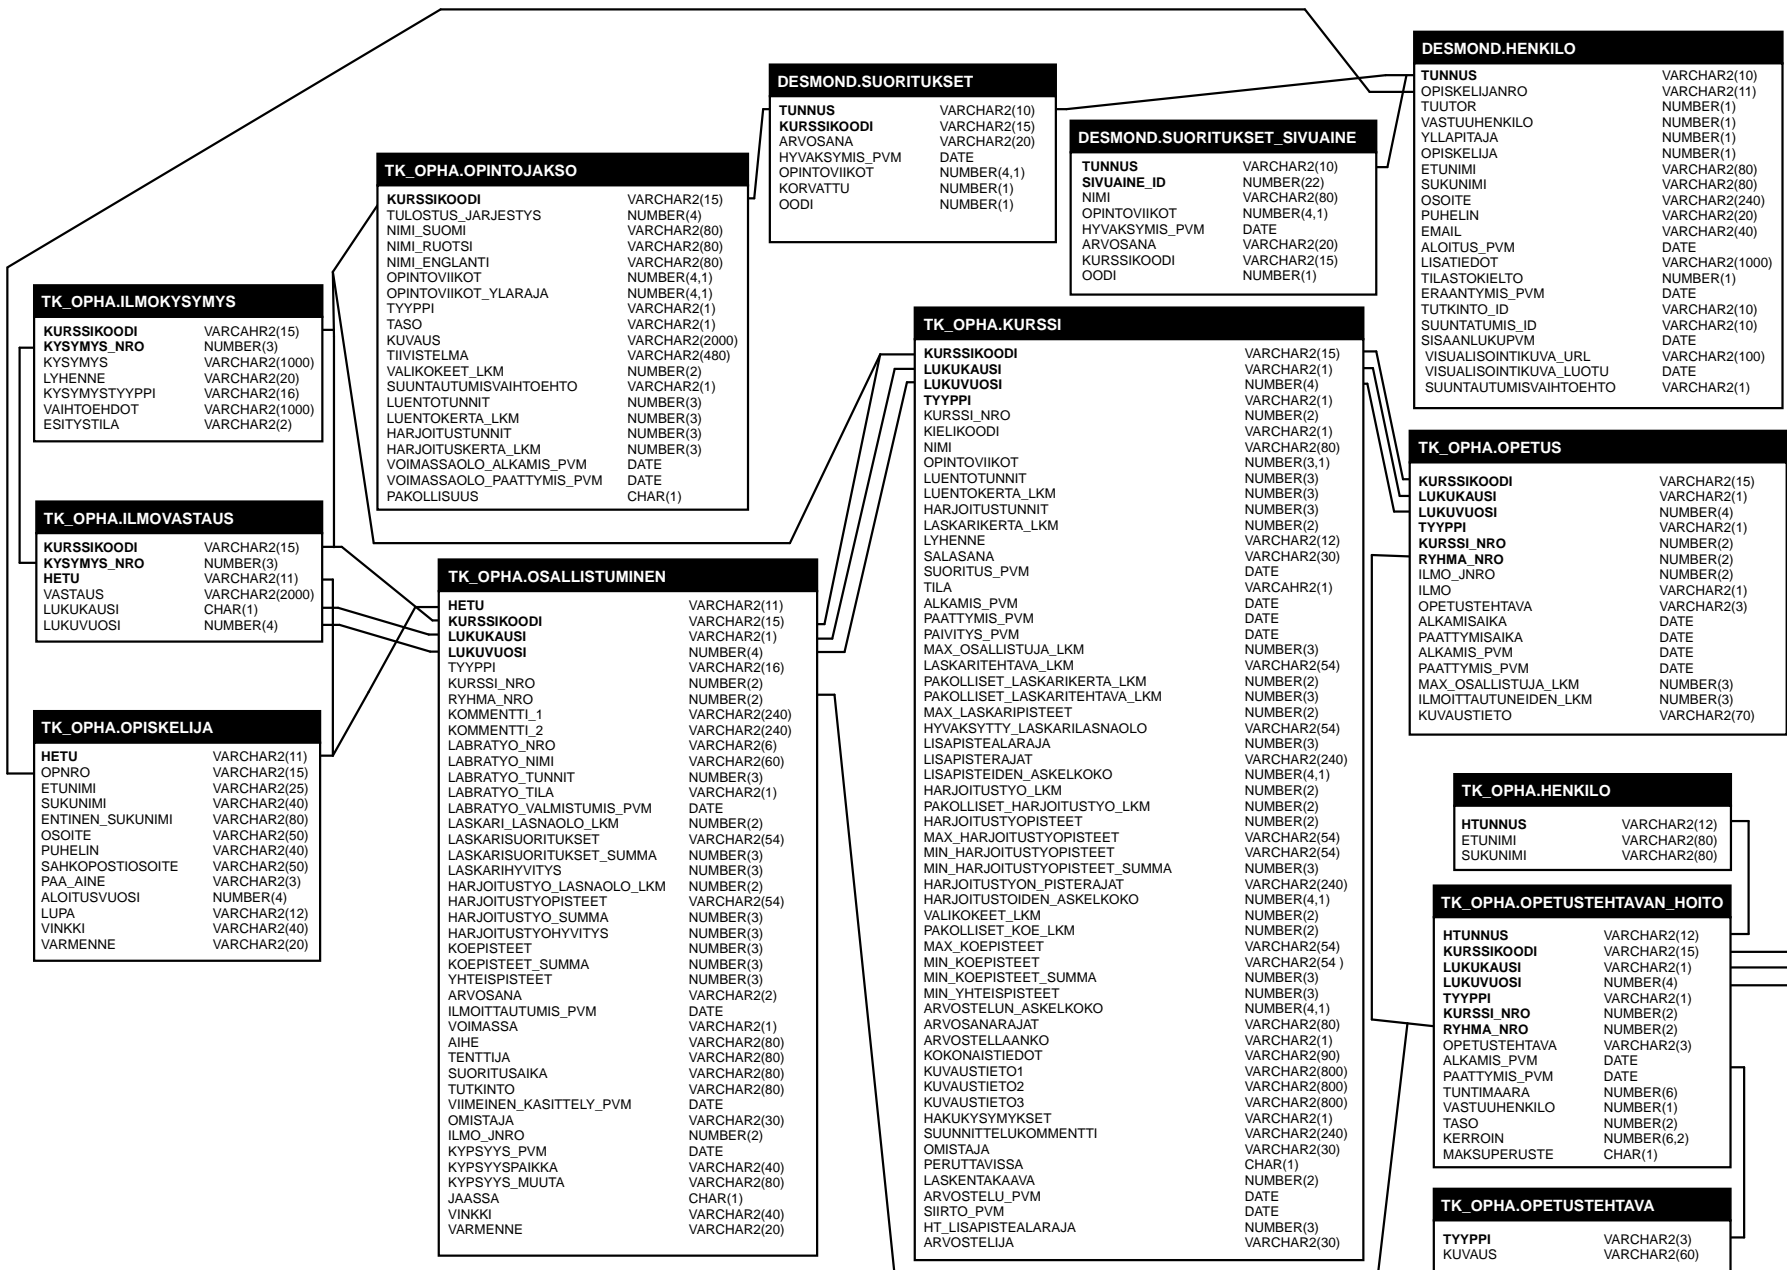 DESMOND.HENKILO
TUNNUS VARCHAR2(10)
OPISKELIJANRO VARCHAR2(11)
TUUTOR NUMBER(1)
VASTUUHENKILO NUMBER(1)
YLLAPITAJA NUMBER(1)
OPISKELIJA NUMBER(1)
ETUNIMI VARCHAR2(80)
SUKUNIMI VARCHAR2(80)
OSOITE VARCHAR2(240)
PUHELIN VARCHAR2(20)
EMAIL VARCHAR2(40)
ALOITUS_PVM DATE
LISATIEDOT VARCHAR2(1000)
TILASTOKIELTO NUMBER(1)
ERAANTYMIS_PVM DATE
TUTKINTO_ID VARCHAR2(10)
SUUNTATUMIS_ID VARCHAR2(10)
SISAANLUKUPVM DATE
VISUALISOINTIKUVA_URL VARCHAR2(100)
VISUALISOINTIKUVA_LUOTU DATE
SUUNTAUTUMISVAIHTOEHTO VARCHAR2(1)
DESMOND.SUORITUKSET
TUNNUS VARCHAR2(10)
KURSSIKOODI VARCHAR2(15)
ARVOSANA VARCHAR2(20)
HYVAKSYMIS_PVM DATE
OPINTOVIIKOT NUMBER(4,1)
KORVATTU NUMBER(1)
OODI NUMBER(1)
DESMOND.SUORITUKSET_SIVUAINE
TUNNUS VARCHAR2(10)
SIVUAINE_ID NUMBER(22)
NIMI VARCHAR2(80)
OPINTOVIIKOT NUMBER(4,1)
HYVAKSYMIS_PVM DATE
ARVOSANA VARCHAR2(20)
KURSSIKOODI VARCHAR2(15)
OODI NUMBER(1)
TK_OPHA.OPINTOJAKSO
KURSSIKOODI VARCHAR2(15)
TULOSTUS_JARJESTYS NUMBER(4)
NIMI_SUOMI VARCHAR2(80)
NIMI_RUOTSI VARCHAR2(80)
NIMI_ENGLANTI VARCHAR2(80)
OPINTOVIIKOT NUMBER(4,1)
OPINTOVIIKOT_YLARAJA NUMBER(4,1)
TYYPPI VARCHAR2(1)
TASO VARCHAR2(1)
KUVAUS VARCHAR2(2000)
TIIVISTELMA VARCHAR2(480)
VALIKOKEET_LKM NUMBER(2)
SUUNTAUTUMISVAIHTOEHTO VARCHAR2(1)
LUENTOTUNNIT NUMBER(3)
LUENTOKERTA_LKM NUMBER(3)
HARJOITUSTUNNIT NUMBER(3)
HARJOITUSKERTA_LKM NUMBER(3)
VOIMASSAOLO_ALKAMIS_PVM DATE
VOIMASSAOLO_PAATTYMIS_PVM DATE
PAKOLLISUUS CHAR(1)
TK_OPHA.ILMOKYSYMYS
KURSSIKOODI VARCAHR2(15)
KYSYMYS_NRO NUMBER(3)
KYSYMYS VARCHAR2(1000)
LYHENNE VARCHAR2(20)
KYSYMYSTYYPPI VARCHAR2(16)
VAIHTOEHDOT VARCHAR2(1000)
ESITYSTILA VARCHAR2(2)
TK_OPHA.ILMOVASTAUS
KURSSIKOODI VARCHAR2(15)
KYSYMYS_NRO NUMBER(3)
HETU VARCHAR2(11)
VASTAUS VARCHAR2(2000)
LUKUKAUSI CHAR(1)
LUKUVUOSI NUMBER(4)
TK_OPHA.OPISKELIJA
HETU VARCHAR2(11)
OPNRO VARCHAR2(15)
ETUNIMI VARCHAR2(25)
SUKUNIMI VARCHAR2(40)
ENTINEN_SUKUNIMI VARCHAR2(80)
OSOITE VARCHAR2(50)
PUHELIN VARCHAR2(40)
SAHKOPOSTIOSOITE VARCHAR2(50)
PAA_AINE VARCHAR2(3)
ALOITUSVUOSI NUMBER(4)
LUPA VARCHAR2(12)
VINKKI VARCHAR2(40)
VARMENNE VARCHAR2(20)
TK_OPHA.OSALLISTUMINEN
HETU VARCHAR2(11)
KURSSIKOODI VARCHAR2(15)
LUKUKAUSI VARCHAR2(1)
LUKUVUOSI NUMBER(4)
TYYPPI VARCHAR2(16)
KURSSI_NRO NUMBER(2)
RYHMA_NRO NUMBER(2)
KOMMENTTI_1 VARCHAR2(240)
KOMMENTTI_2 VARCHAR2(240)
LABRATYO_NRO VARCHAR2(6)
LABRATYO_NIMI VARCHAR2(60)
LABRATYO_TUNNIT NUMBER(3)
LABRATYO_TILA VARCHAR2(1)
LABRATYO_VALMISTUMIS_PVM DATE
LASKARI_LASNAOLO_LKM NUMBER(2)
LASKARISUORITUKSET VARCHAR2(54)
LASKARISUORITUKSET_SUMMA NUMBER(3)
LASKARIHYVITYS NUMBER(3)
HARJOITUSTYO_LASNAOLO_LKM NUMBER(2)
HARJOITUSTYOPISTEET VARCHAR2(54)
HARJOITUSTYO_SUMMA NUMBER(3)
HARJOITUSTYOHYVITYS NUMBER(3)
KOEPISTEET NUMBER(3)
KOEPISTEET_SUMMA NUMBER(3)
YHTEISPISTEET NUMBER(3)
ARVOSANA VARCHAR2(2)
ILMOITTAUTUMIS_PVM DATE
VOIMASSA VARCHAR2(1)
AIHE VARCHAR2(80)
TENTTIJA VARCHAR2(80)
SUORITUSAIKA VARCHAR2(80)
TUTKINTO VARCHAR2(80)
VIIMEINEN_KASITTELY_PVM DATE
OMISTAJA VARCHAR2(30)
ILMO_JNRO NUMBER(2)
KYPSYYS_PVM DATE
KYPSYYSPAIKKA VARCHAR2(40)
KYPSYYS_MUUTA VARCHAR2(80)
JAASSA CHAR(1)
VINKKI VARCHAR2(40)
VARMENNE VARCHAR2(20)
TK_OPHA.KURSSI
KURSSIKOODI VARCHAR2(15)
LUKUKAUSI VARCHAR2(1)
LUKUVUOSI NUMBER(4)
TYYPPI VARCHAR2(1)
KURSSI_NRO NUMBER(2)
KIELIKOODI VARCHAR2(1)
NIMI VARCHAR2(80)
OPINTOVIIKOT NUMBER(3,1)
LUENTOTUNNIT NUMBER(3)
LUENTOKERTA_LKM NUMBER(3)
HARJOITUSTUNNIT NUMBER(3)
LASKARIKERTA_LKM NUMBER(2)
LYHENNE VARCHAR2(12)
SALASANA VARCHAR2(30)
SUORITUS_PVM DATE
TILA VARCAHR2(1)
ALKAMIS_PVM DATE
PAATTYMIS_PVM DATE
PAIVITYS_PVM DATE
MAX_OSALLISTUJA_LKM NUMBER(3)
LASKARITEHTAVA_LKM VARCHAR2(54)
PAKOLLISET_LASKARIKERTA_LKM NUMBER(2)
PAKOLLISET_LASKARITEHTAVA_LKM NUMBER(3)
MAX_LASKARIPISTEET NUMBER(2)
HYVAKSYTTY_LASKARILASNAOLO VARCHAR2(54)
LISAPISTEALARAJA NUMBER(3)
LISAPISTERAJAT VARCHAR2(240)
LISAPISTEIDEN_ASKELKOKO NUMBER(4,1)
HARJOITUSTYO_LKM NUMBER(2)
PAKOLLISET_HARJOITUSTYO_LKM NUMBER(2)
HARJOITUSTYOPISTEET NUMBER(2)
MAX_HARJOITUSTYOPISTEET VARCHAR2(54)
MIN_HARJOITUSTYOPISTEET VARCHAR2(54)
MIN_HARJOITUSTYOPISTEET_SUMMA NUMBER(3)
HARJOITUSTYON_PISTERAJAT VARCHAR2(240)
HARJOITUSTOIDEN_ASKELKOKO NUMBER(4,1)
VALIKOKEET_LKM NUMBER(2)
PAKOLLISET_KOE_LKM NUMBER(2)
MAX_KOEPISTEET VARCHAR2(54)
MIN_KOEPISTEET VARCHAR2(54 )
MIN_KOEPISTEET_SUMMA NUMBER(3)
MIN_YHTEISPISTEET NUMBER(3)
ARVOSTELUN_ASKELKOKO NUMBER(4,1)
ARVOSANARAJAT VARCHAR2(80)
ARVOSTELLAANKO VARCHAR2(1)
KOKONAISTIEDOT VARCHAR2(90)
KUVAUSTIETO1 VARCHAR2(800)
KUVAUSTIETO2 VARCHAR2(800)
KUVAUSTIETO3 VARCHAR2(800)
HAKUKYSYMYKSET VARCHAR2(1)
SUUNNITTELUKOMMENTTI VARCHAR2(240)
OMISTAJA VARCHAR2(30)
PERUTTAVISSA CHAR(1)
LASKENTAKAAVA NUMBER(2)
ARVOSTELU_PVM DATE
SIIRTO_PVM DATE
HT_LISAPISTEALARAJA NUMBER(3)
ARVOSTELIJA VARCHAR2(30)
TK_OPHA.OPETUS
KURSSIKOODI VARCHAR2(15)
LUKUKAUSI VARCHAR2(1)
LUKUVUOSI NUMBER(4)
TYYPPI VARCHAR2(1)
KURSSI_NRO NUMBER(2)
RYHMA_NRO NUMBER(2)
ILMO_JNRO NUMBER(2)
ILMO VARCHAR2(1)
OPETUSTEHTAVA VARCHAR2(3)
ALKAMISAIKA DATE
PAATTYMISAIKA DATE
ALKAMIS_PVM DATE
PAATTYMIS_PVM DATE
MAX_OSALLISTUJA_LKM NUMBER(3)
ILMOITTAUTUNEIDEN_LKM NUMBER(3)
KUVAUSTIETO VARCHAR2(70)
TK_OPHA.HENKILO
HTUNNUS VARCHAR2(12)
ETUNIMI VARCHAR2(80)
SUKUNIMI VARCHAR2(80)
TK_OPHA.OPETUSTEHTAVAN_HOITO
HTUNNUS VARCHAR2(12)
KURSSIKOODI VARCHAR2(15)
LUKUKAUSI VARCHAR2(1)
LUKUVUOSI NUMBER(4)
TYYPPI VARCHAR2(1)
KURSSI_NRO NUMBER(2)
RYHMA_NRO NUMBER(2)
OPETUSTEHTAVA VARCHAR2(3)
ALKAMIS_PVM DATE
PAATTYMIS_PVM DATE
TUNTIMAARA NUMBER(6)
VASTUUHENKILO NUMBER(1)
TASO NUMBER(2)
KERROIN NUMBER(6,2)
MAKSUPERUSTE CHAR(1)
TK_OPHA.OPETUSTEHTAVA
TYYPPI VARCHAR2(3)
KUVAUS VARCHAR2(60)